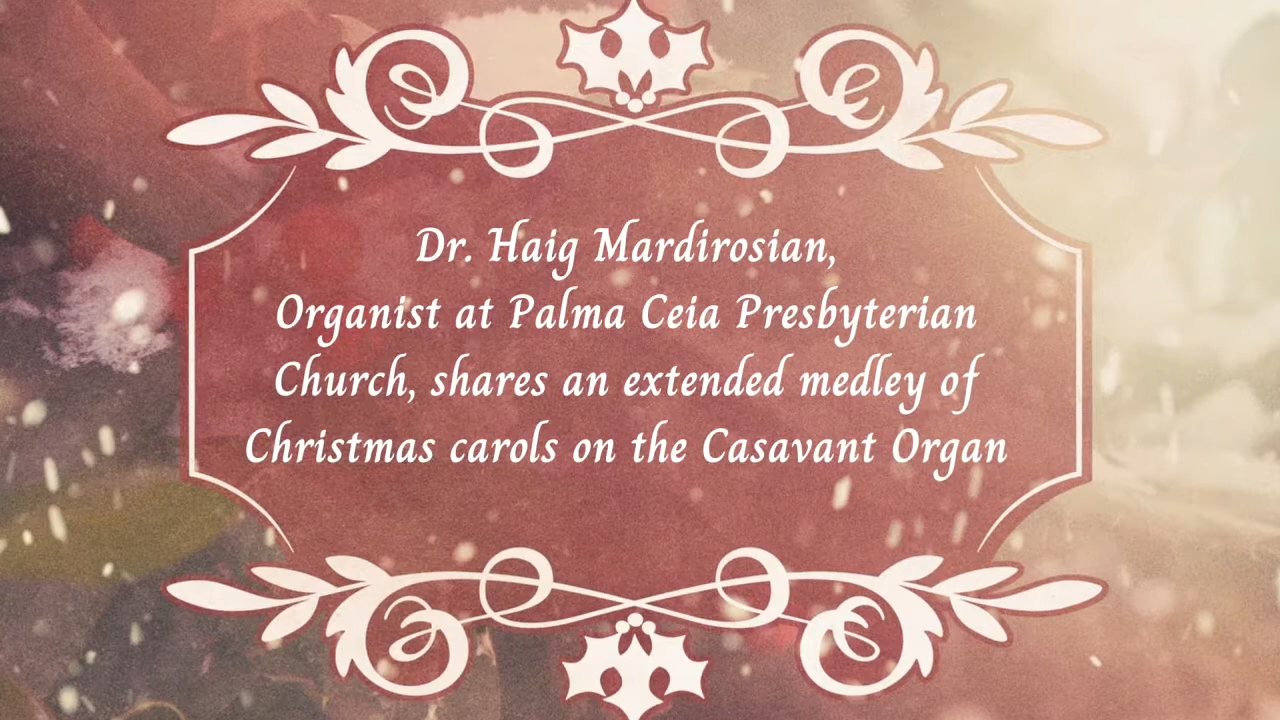 Dr. Haig Mardirosian,
Organist at Palma Ceia Presbyterian
Church, shares an extended medley of
Christmas carols on the Casavant Organ